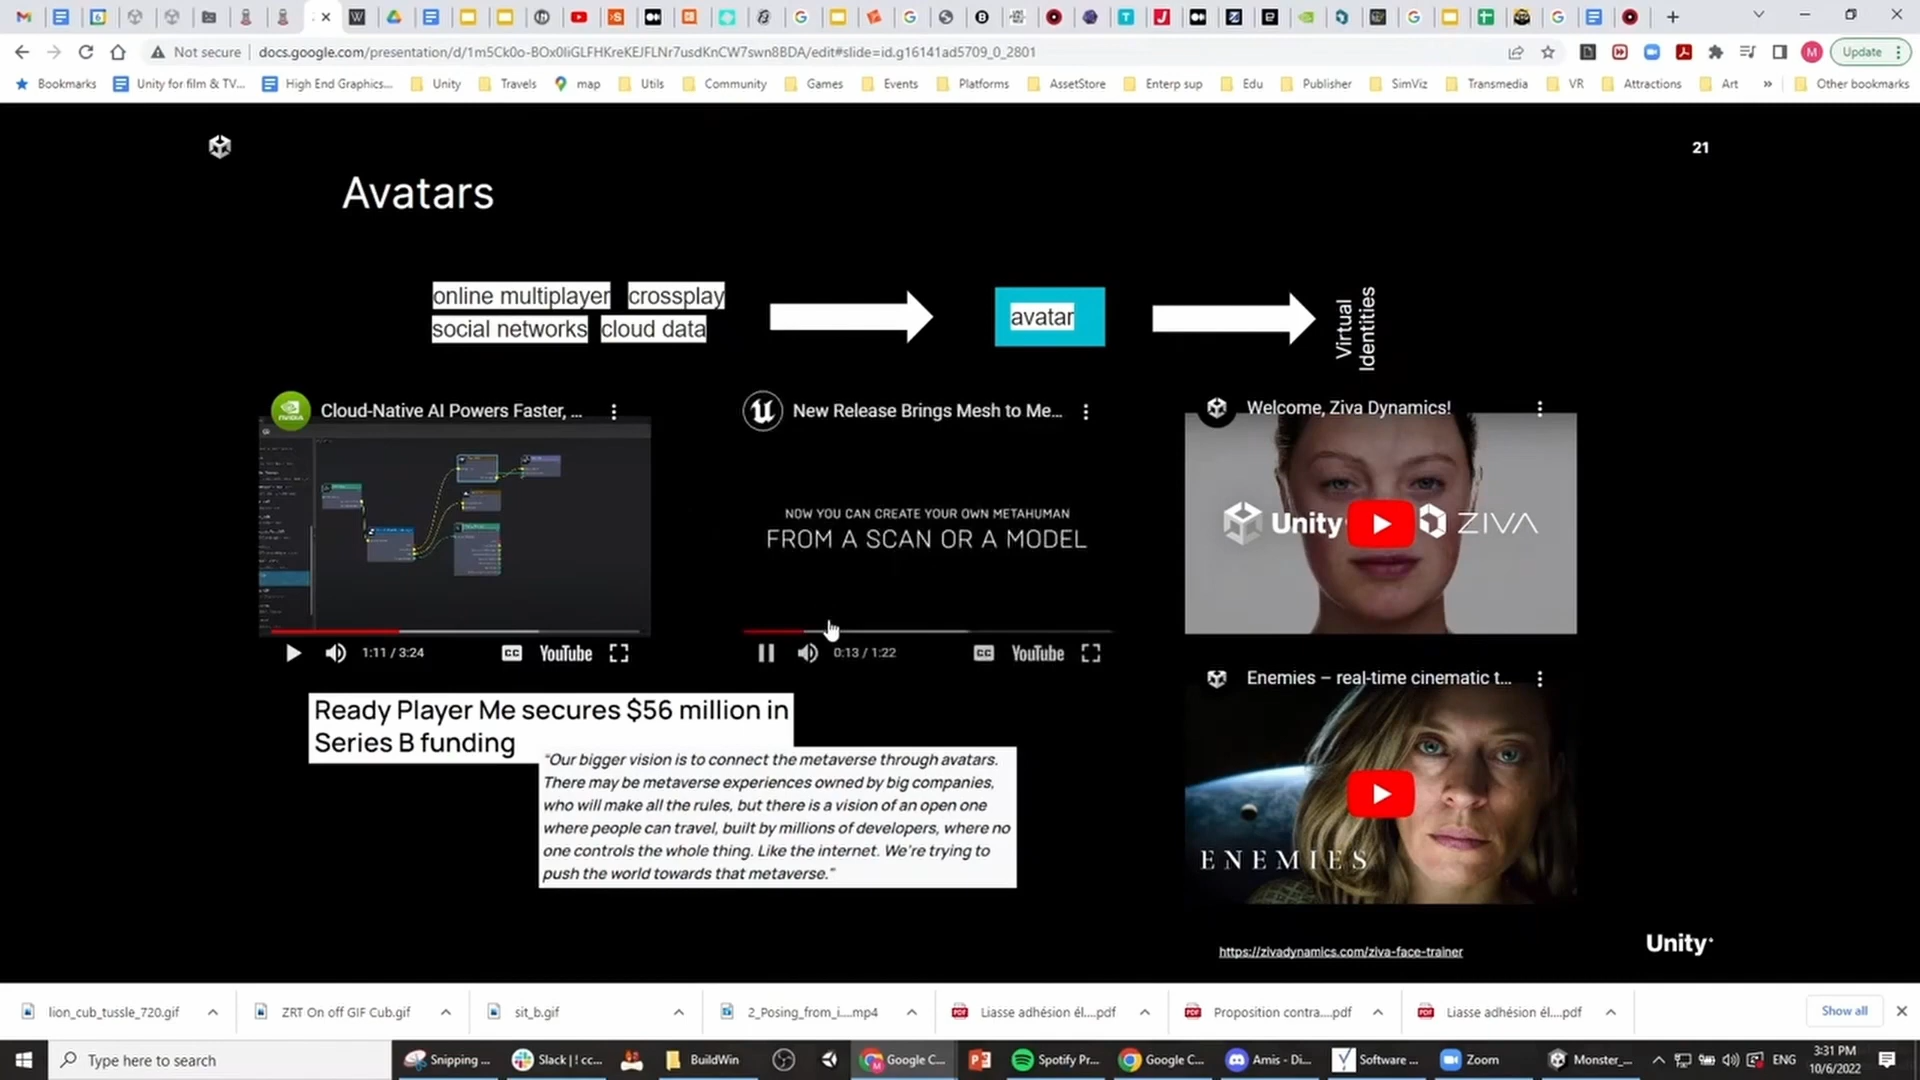 Not secure
docs.google.com/presentation/d/1m5Ck0o-BOx0IiGLFHKreKEJFLNr7usdKnCW7swn8BDA/edit#slide=id.g16141ad5709_0_2801
Update
Bookmarks
Unity for film & TV...
High End Graphics...
Unity
Travels
map
Utils
Community
Games
Events
Platforms
AssetStore
Enterp sup
Edu
Publisher
SimViz
Transmedia
VR
Attractions
Art
»
Other bookmarks
21
Avatars
online multiplayer crossplay
social networks cloud data
avatar
Virtual
Identities
Cloud-Native AI Powers Faster, ...
New Release Brings Mesh to Me...
Welcome, Ziva Dynamics!
NOW YOU CAN CREATE YOUR OWN METAHUMAN
FROM A SCAN OR A MODEL
Unity
ZIVA
1:11 / 3:24
CC
YouTube
0:13 / 1:22
CC
YouTube
Enemies – real-time cinematic t...
Ready Player Me secures $56 million in
Series B funding
"Our bigger vision is to connect the metaverse through avatars.
There may be metaverse experiences owned by big companies,
who will make all the rules, but there is a vision of an open one
where people can travel, built by millions of developers, where no
one controls the whole thing. Like the internet. We're trying to
push the world towards that metaverse."
ENEMIES
Unity
https://zivadynamics.com/ziva-face-trainer
lion_cub_tussle_720.gif
ZRT On off GIF Cub.gif
sit_b.gif
2_Posing_from_i....mp4
Liasse adhésion él....pdf
Proposition contra....pdf
Liasse adhésion él....pdf
Show all
Type here to search
Snipping ...
Slack | ! cc...
BuildWin
Google C...
Spotify Pr...
Google C...
Amis - Di...
Software ...
Zoom
Monster_...
ENG
3:31 PM
10/6/2022